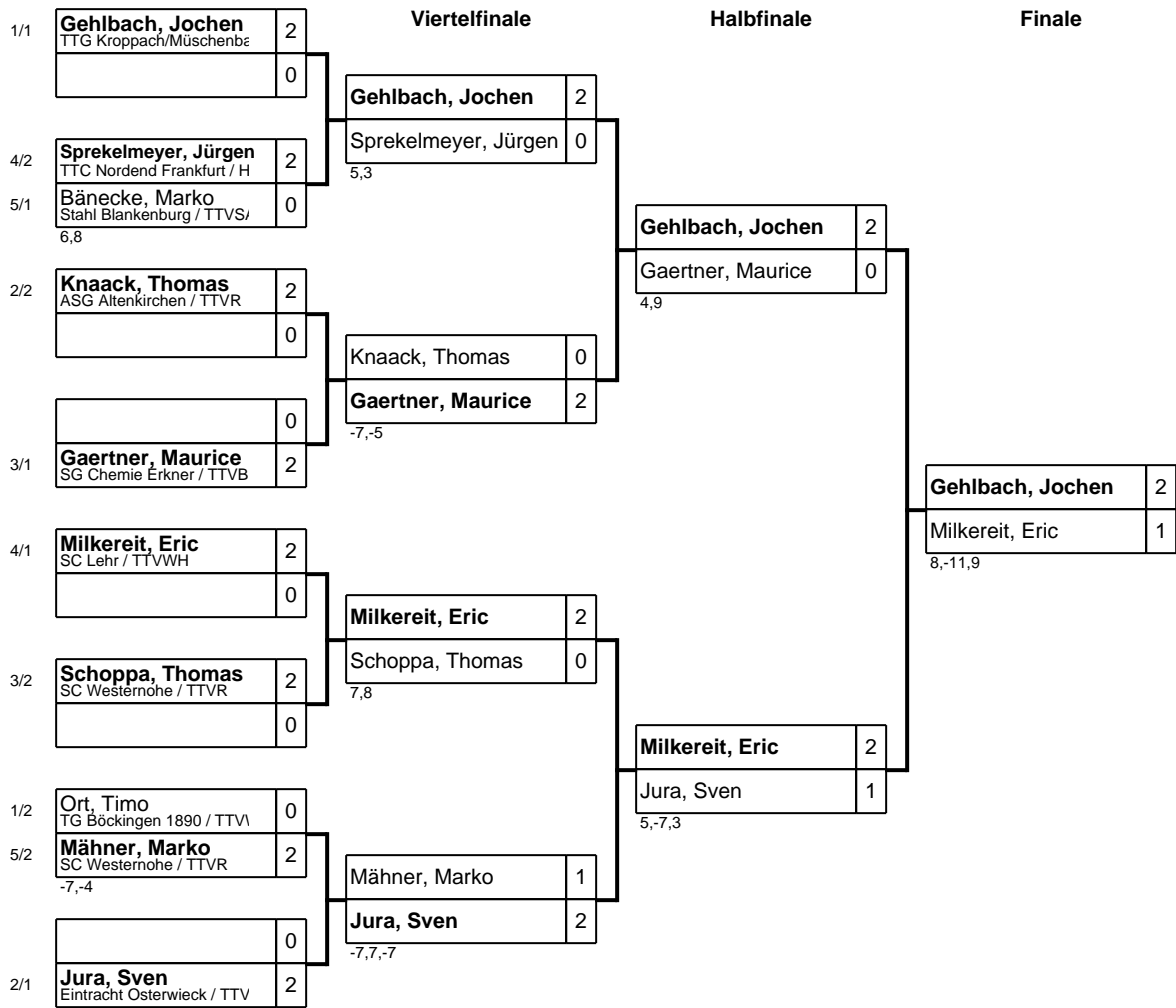 Viertelfinale
Halbfinale
Finale
1/1
Gehlbach, Jochen
2
TTG Kroppach/Müschenba
0
4/2
Sprekelmeyer, Jürgen
2
TTC Nordend Frankfurt / H
5/1
Bänecke, Marko
0
Stahl Blankenburg / TTVSA
6,8
2/2
Knaack, Thomas
2
ASG Altenkirchen / TTVR
0
0
3/1
Gaertner, Maurice
2
SG Chemie Erkner / TTVB
4/1
Milkereit, Eric
2
SC Lehr / TTVWH
0
3/2
Schoppa, Thomas
2
SC Westernohe / TTVR
0
1/2
Ort, Timo
0
TG Böckingen 1890 / TTV
5/2
Mähner, Marko
2
SC Westernohe / TTVR
-7,-4
0
2/1
Jura, Sven
2
Eintracht Osterwieck / TTV
Gehlbach, Jochen 2
Sprekelmeyer, Jürgen 0
5,3
Knaack, Thomas 0
Gaertner, Maurice 2
-7,-5
Milkereit, Eric 2
Schoppa, Thomas 0
7,8
Mähner, Marko 1
Jura, Sven 2
-7,7,-7
Gehlbach, Jochen 2
Gaertner, Maurice 0
4,9
Milkereit, Eric 2
Jura, Sven 1
5,-7,3
Gehlbach, Jochen 2
Milkereit, Eric 1
8,-11,9